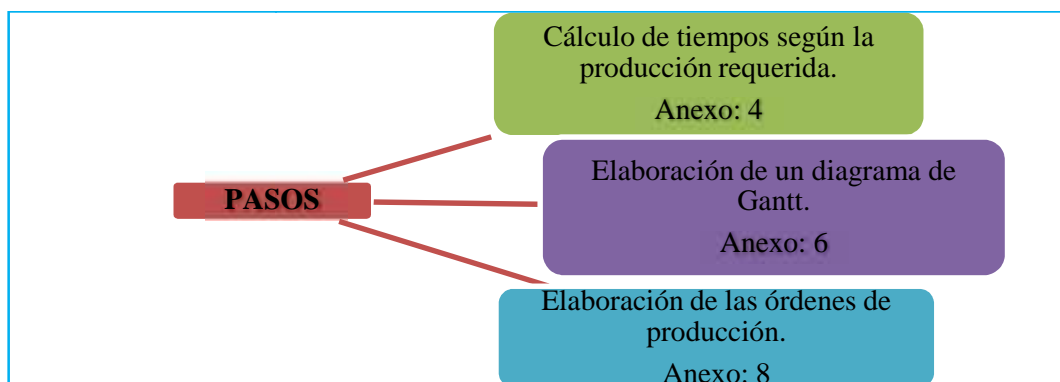 Cálculo de tiempos según la
producción requerida.
Anexo: 4
PASOS
Elaboración de un diagrama de
Gantt.
Anexo: 6
Elaboración de las órdenes de
producción.
Anexo: 8